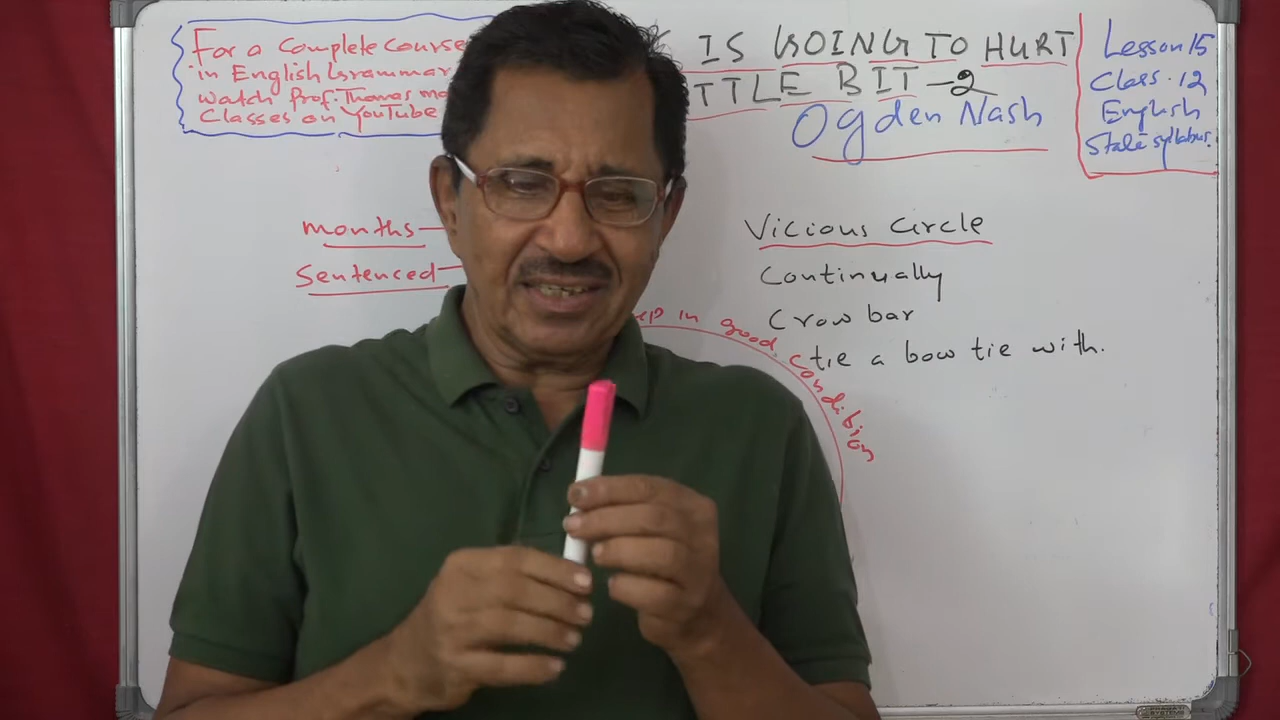 For a Complete Course
in English Grammar
watch Prof. Thomas
Classes on YouTube
IS GOING TO HURT
TTLE BIT -2
Ogden Nash
Lesson 15
Class. 12
English
State syllabus.
months
Sentenced
Vicious Circle
Continually
Crow bar
tie a bow tie with.
in good condition